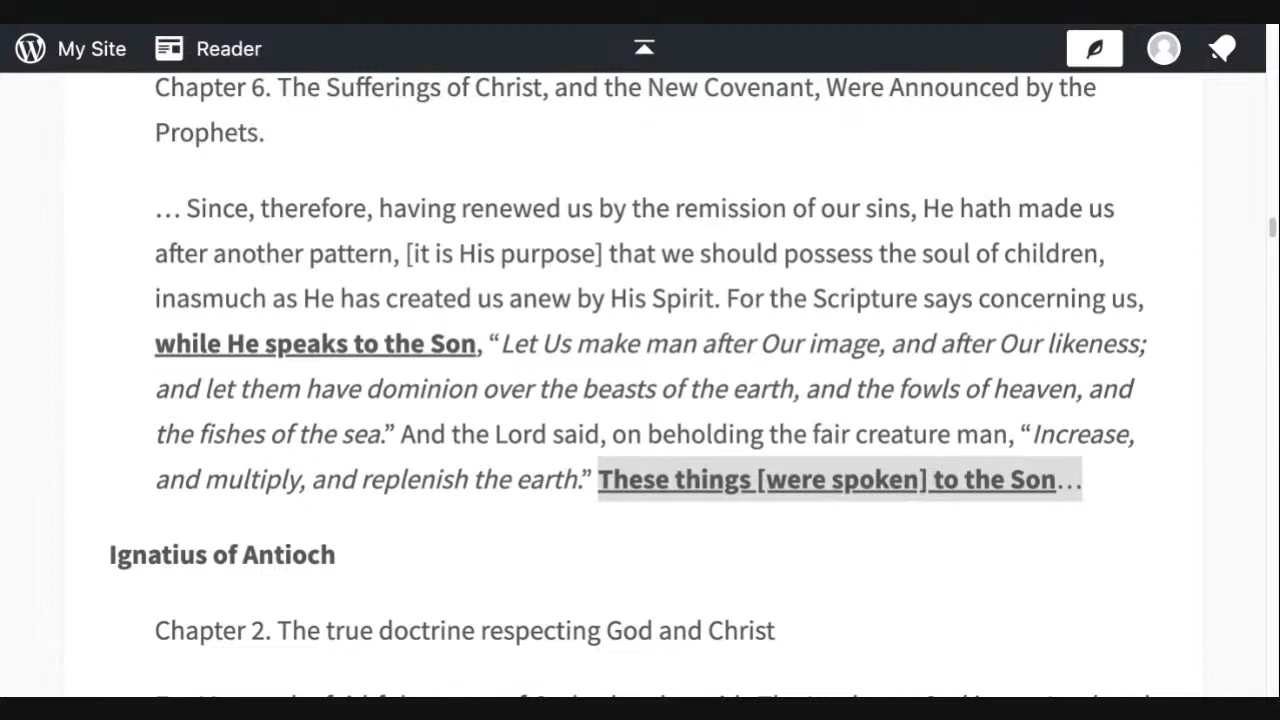 My Site Reader
Chapter 6. The Sufferings of Christ, and the New Covenant, Were Announced by the
Prophets.
… Since, therefore, having renewed us by the remission of our sins, He hath made us
after another pattern, [it is His purpose] that we should possess the soul of children,
inasmuch as He has created us anew by His Spirit. For the Scripture says concerning us,
while He speaks to the Son, “Let Us make man after Our image, and after Our likeness;
and let them have dominion over the beasts of the earth, and the fowls of heaven, and
the fishes of the sea.” And the Lord said, on beholding the fair creature man, “Increase,
and multiply, and replenish the earth.” These things [were spoken] to the Son…
Ignatius of Antioch
Chapter 2. The true doctrine respecting God and Christ